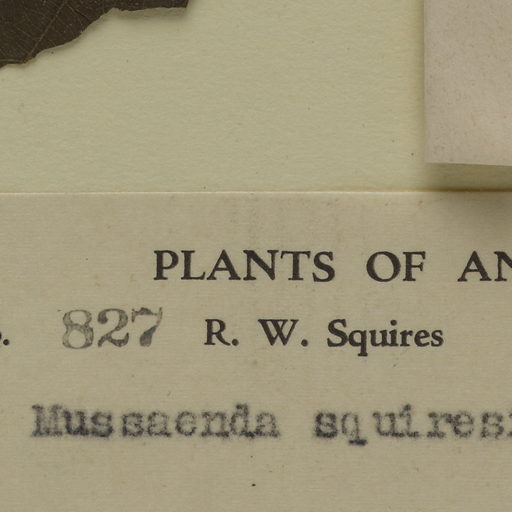 PLANTS OF AN
. 827 R. W. Squires
Mussaenda squires